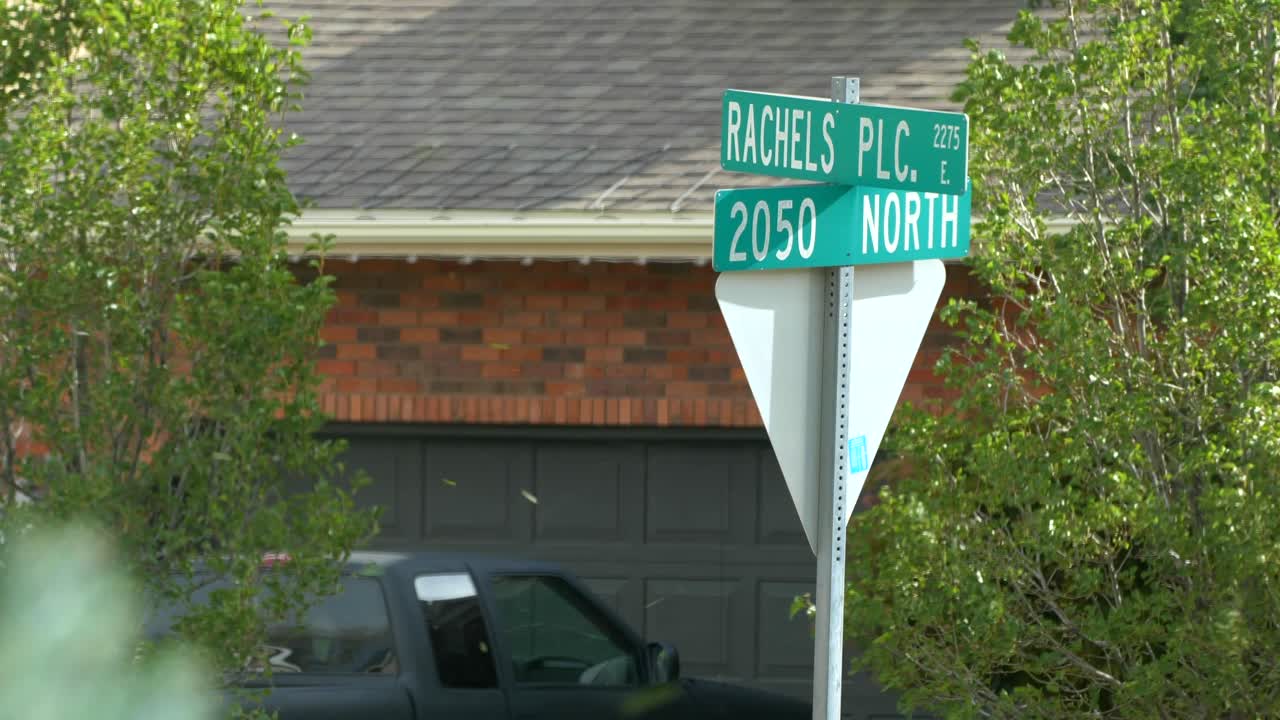 RACHELS PLC. 2275 E.
2050 NORTH